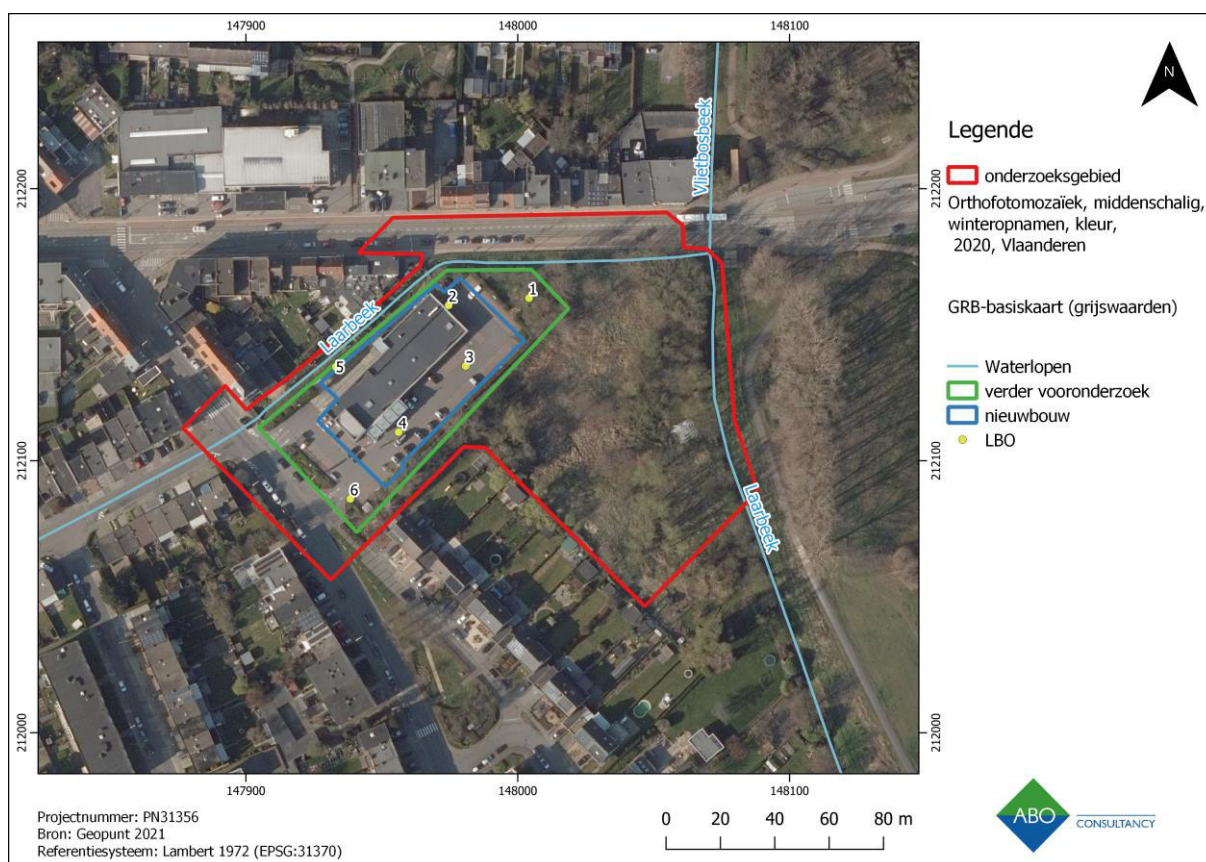 147900
148000
148100
212200
212100
212000
212200
212100
212000
Vlietbosbeek
Laarbeek
Laarbeek
1
2
3
4
5
6
147900
148000
148100
N
Legende
onderzoeksgebied
Orthofotomozaïek, middenschalig,
winteropnamen, kleur,
2020, Vlaanderen
GRB-basiskaart (grijswaarden)
Waterlopen
verder vooronderzoek
nieuwbouw
LBO
Projectnummer: PN31356
Bron: Geopunt 2021
Referentiesysteem: Lambert 1972 (EPSG:31370)
0 20 40 60 80 m
ABO
CONSULTANCY